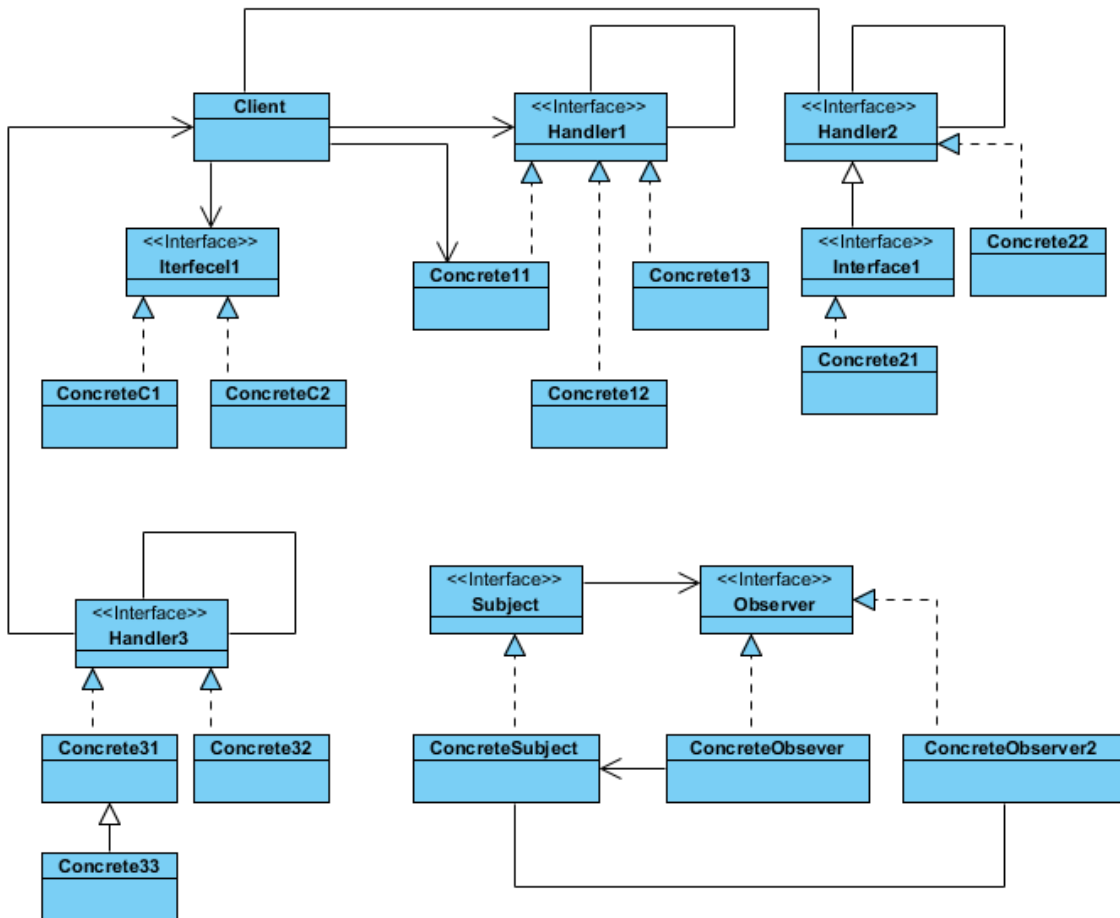 Client
<<Interface>>
Handler1
<<Interface>>
Handler2
<<Interface>>
Iterfecel1
Concrete11
Concrete13
<<Interface>>
Interface1
Concrete22
ConcreteC1
ConcreteC2
Concrete12
Concrete21
<<Interface>>
Handler3
<<Interface>>
Subject
<<Interface>>
Observer
Concrete31
Concrete32
ConcreteSubject
ConcreteObsever
ConcreteObserver2
Concrete33